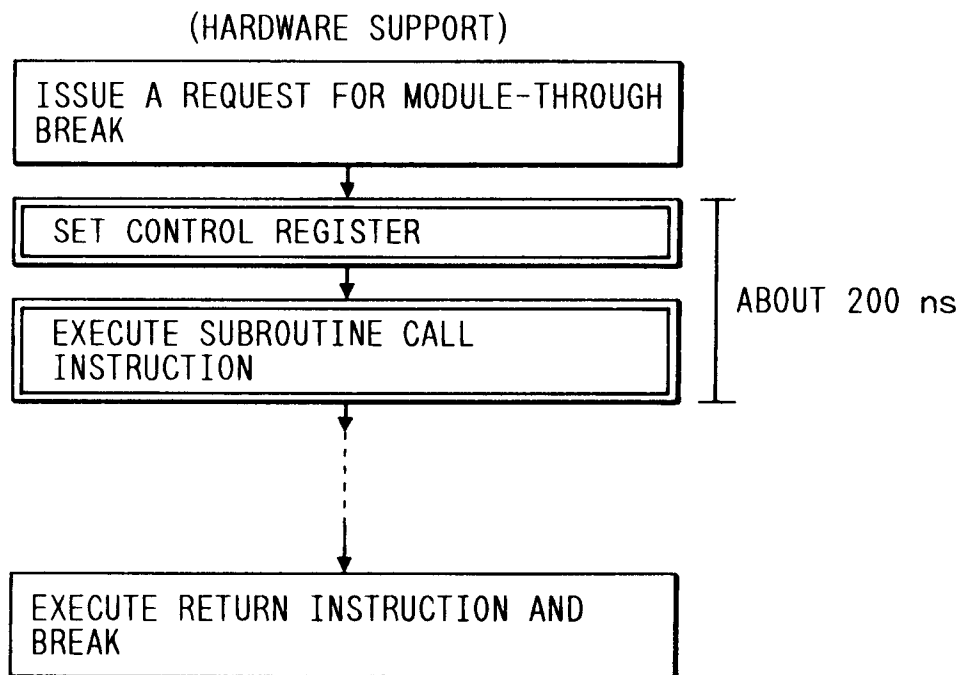 (HARDWARE SUPPORT)
ISSUE A REQUEST FOR MODULE-THROUGH
BREAK
SET CONTROL REGISTER
EXECUTE SUBROUTINE CALL
INSTRUCTION
ABOUT 200 ns
EXECUTE RETURN INSTRUCTION AND
BREAK